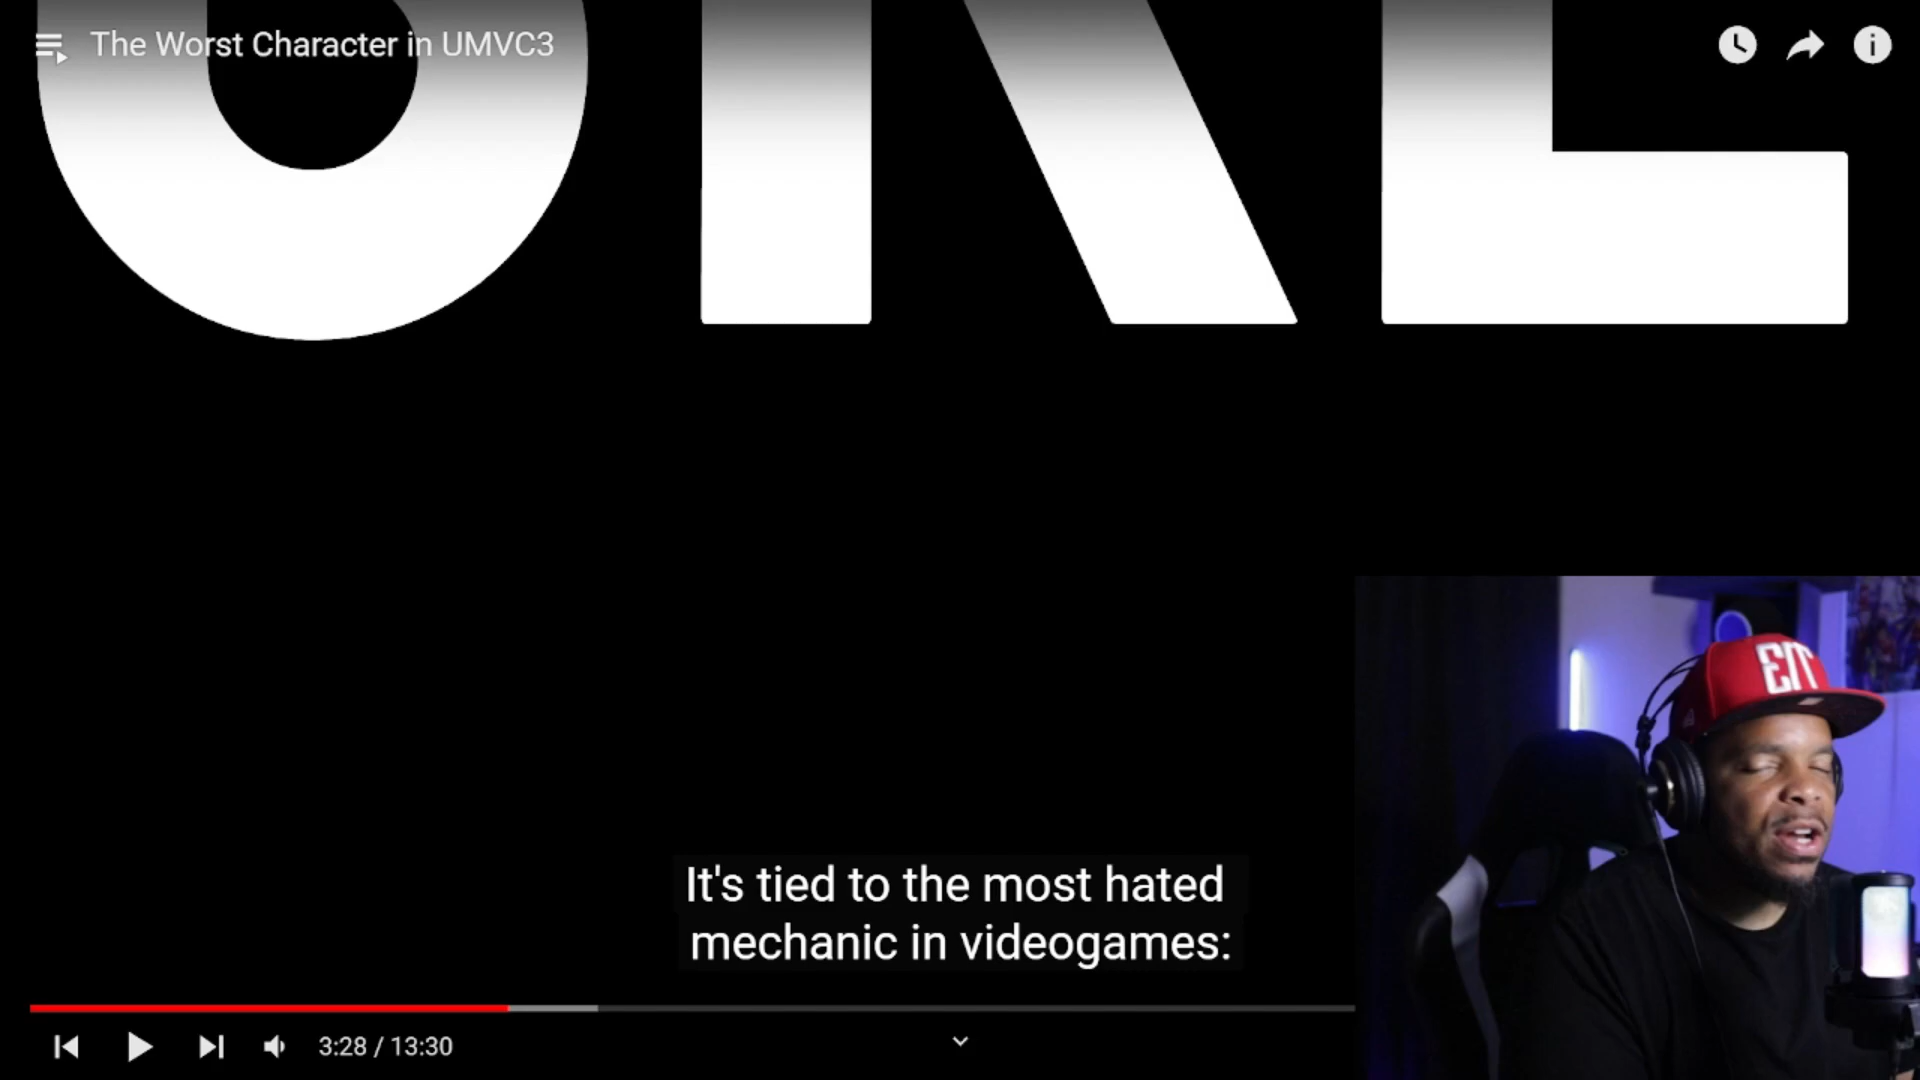 The Worst Character in UMVC3
It's tied to the most hated
mechanic in videogames:
3:28 / 13:30